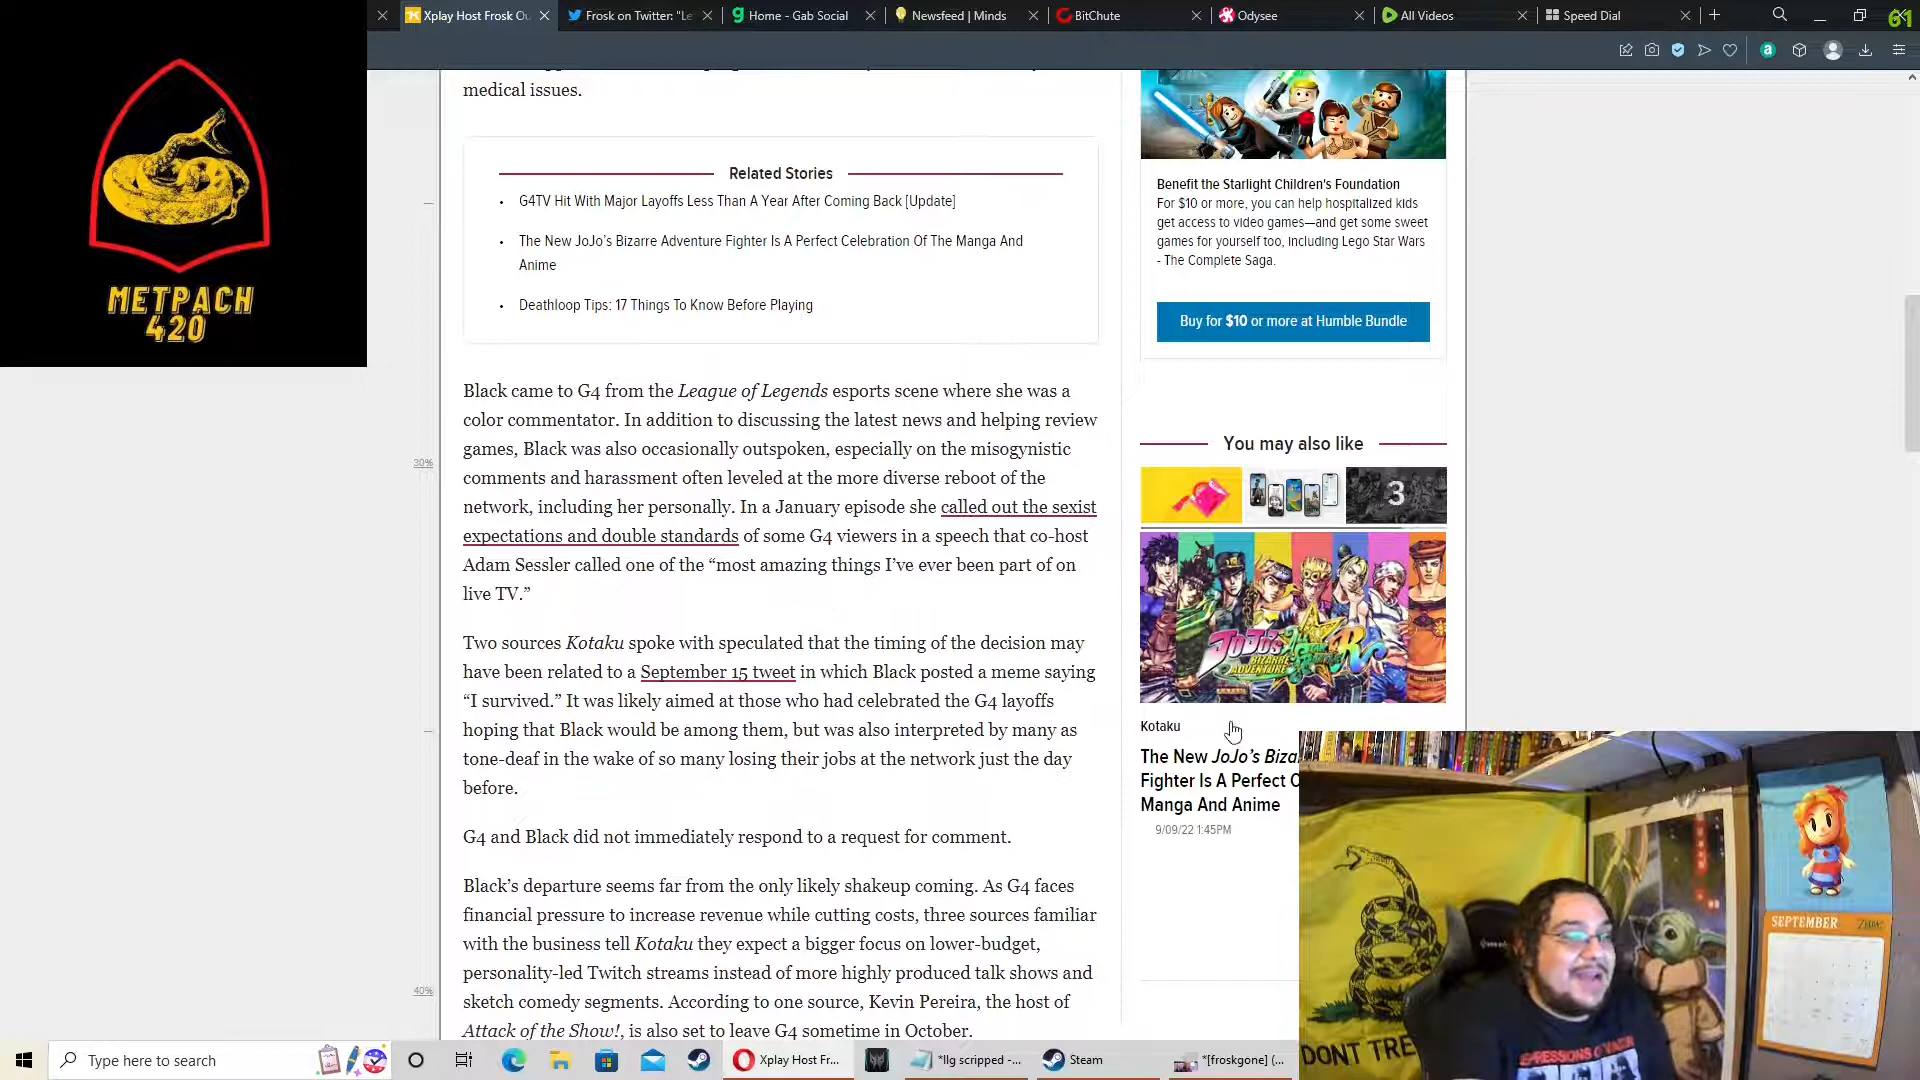 Xplay Host Frosk Ou
Frosk on Twitter: "Le
Home - Gab Social
Newsfeed | Minds
BitChute
Odysee
All Videos
Speed Dial
61
METPACH
420
medical issues.
Related Stories
• G4TV Hit With Major Layoffs Less Than A Year After Coming Back [Update]
• The New JoJo's Bizarre Adventure Fighter Is A Perfect Celebration Of The Manga And
Anime
• Deathloop Tips: 17 Things To Know Before Playing
30%
Black came to G4 from the League of Legends esports scene where she was a
color commentator. In addition to discussing the latest news and helping review
games, Black was also occasionally outspoken, especially on the misogynistic
comments and harassment often leveled at the more diverse reboot of the
network, including her personally. In a January episode she called out the sexist
expectations and double standards of some G4 viewers in a speech that co-host
Adam Sessler called one of the “most amazing things I’ve ever been part of on
live TV.”
Two sources Kotaku spoke with speculated that the timing of the decision may
have been related to a September 15 tweet in which Black posted a meme saying
“I survived.” It was likely aimed at those who had celebrated the G4 layoffs
hoping that Black would be among them, but was also interpreted by many as
tone-deaf in the wake of so many losing their jobs at the network just the day
before.
G4 and Black did not immediately respond to a request for comment.
Black’s departure seems far from the only likely shakeup coming. As G4 faces
financial pressure to increase revenue while cutting costs, three sources familiar
with the business tell Kotaku they expect a bigger focus on lower-budget,
personality-led Twitch streams instead of more highly produced talk shows and
40%
sketch comedy segments. According to one source, Kevin Pereira, the host of
Attack of the Show!, is also set to leave G4 sometime in October.
Benefit the Starlight Children's Foundation
For $10 or more, you can help hospitalized kids
get access to video games—and get some sweet
games for yourself too, including Lego Star Wars
- The Complete Saga.
Buy for $10 or more at Humble Bundle
You may also like
3
JOJO'S
BIZARRE
ADVENTURE
R
Kotaku
The New JoJo’s Biza
Fighter Is A Perfect C
Manga And Anime
9/09/22 1:45PM
SEPTEMBER
DONT TRE
Type here to search
Xplay Host Fr...
*llg scripped -...
Steam
*[froskgone] (...